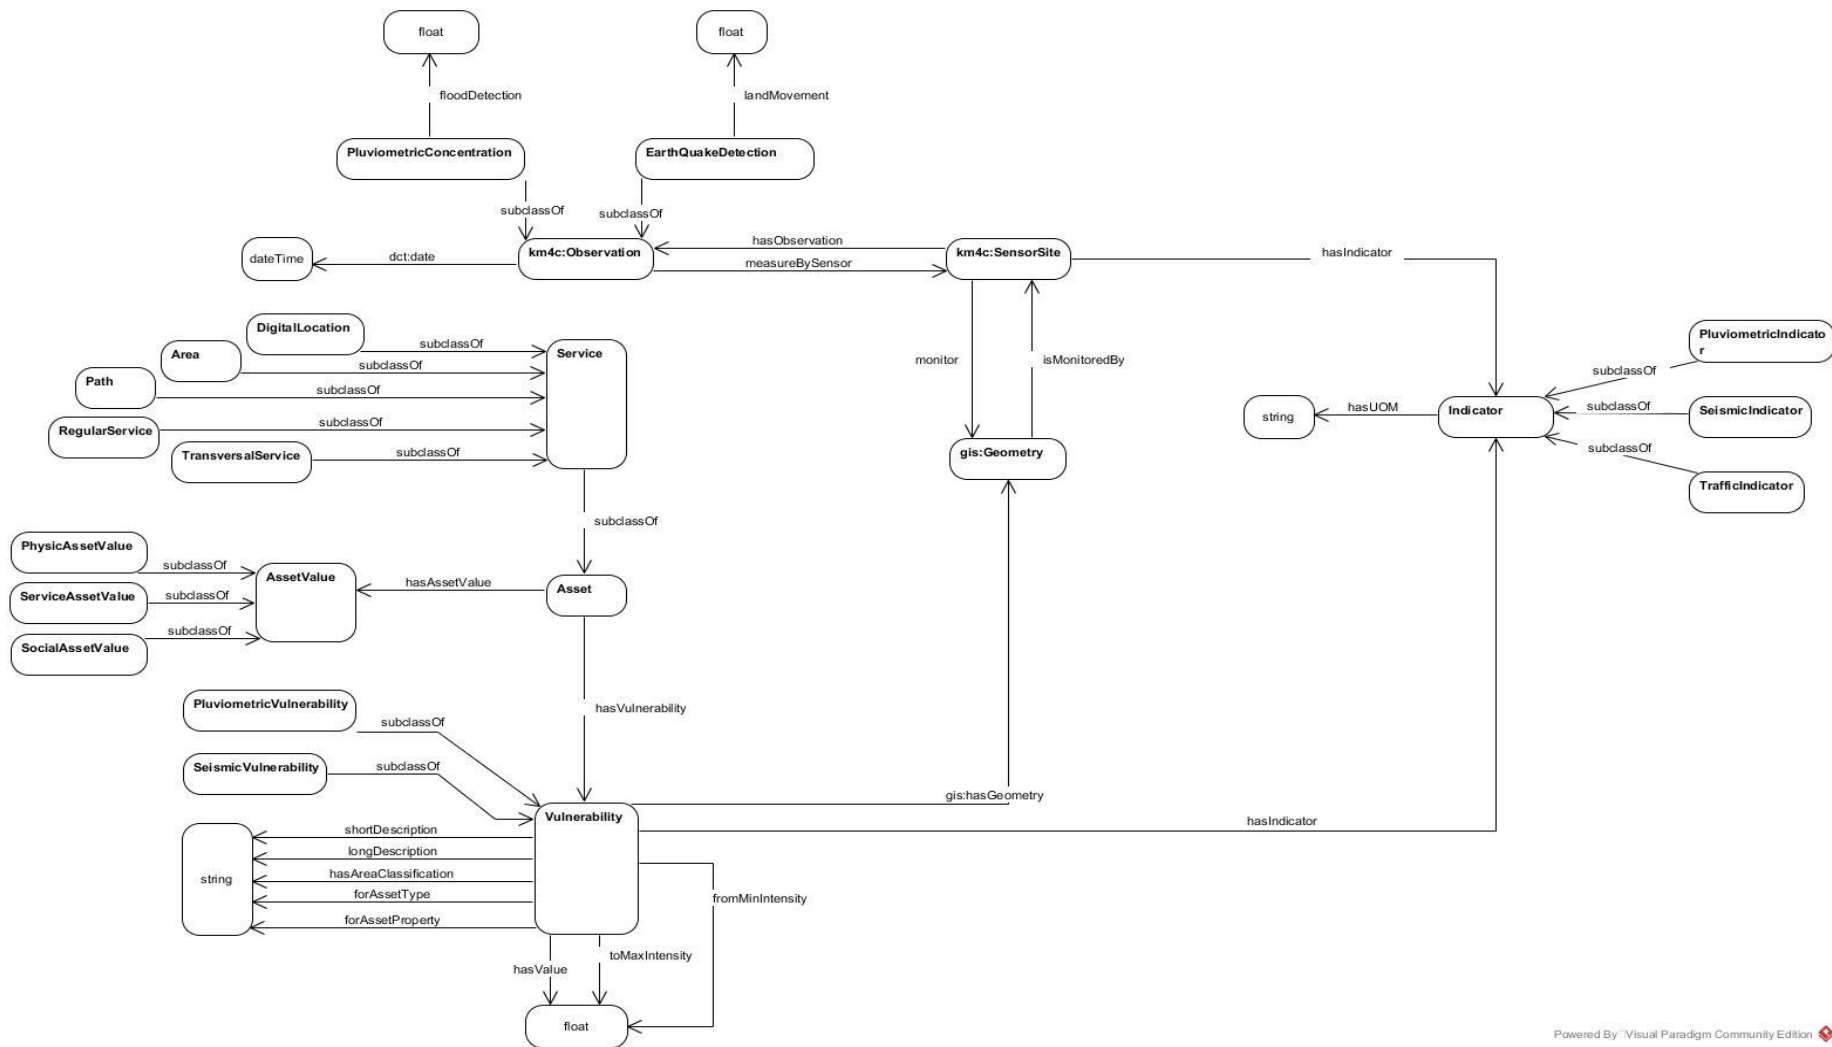 float
float
floodDetection
landMovement
PluviometricConcentration
EarthQuakeDetection
subclassOf
subclassOf
dateTime
dct:date
km4c:Observation
hasObservation
measureBySensor
km4c:SensorSite
hasIndicator
DigitalLocation
subclassOf
Area
subclassOf
Path
subclassOf
RegularService
subclassOf
TransversalService
subclassOf
Service
monitor
isMonitoredBy
gis:Geometry
string
hasUOM
Indicator
subclassOf
PluviometricIndicato
r
subclassOf
SeismicIndicator
subclassOf
TrafficIndicator
subclassOf
PhysicAssetValue
subclassOf
ServiceAssetValue
subclassOf
SocialAssetValue
subclassOf
AssetValue
hasAssetValue
Asset
hasVulnerability
PluviometricVulnerability
subclassOf
SeismicVulnerability
subclassOf
Vulnerability
gis:hasGeometry
hasIndicator
string
shortDescription
longDescription
hasAreaClassification
forAssetType
forAssetProperty
fromMinIntensity
hasValue
toMaxIntensity
float
Powered By Visual Paradigm Community Edition